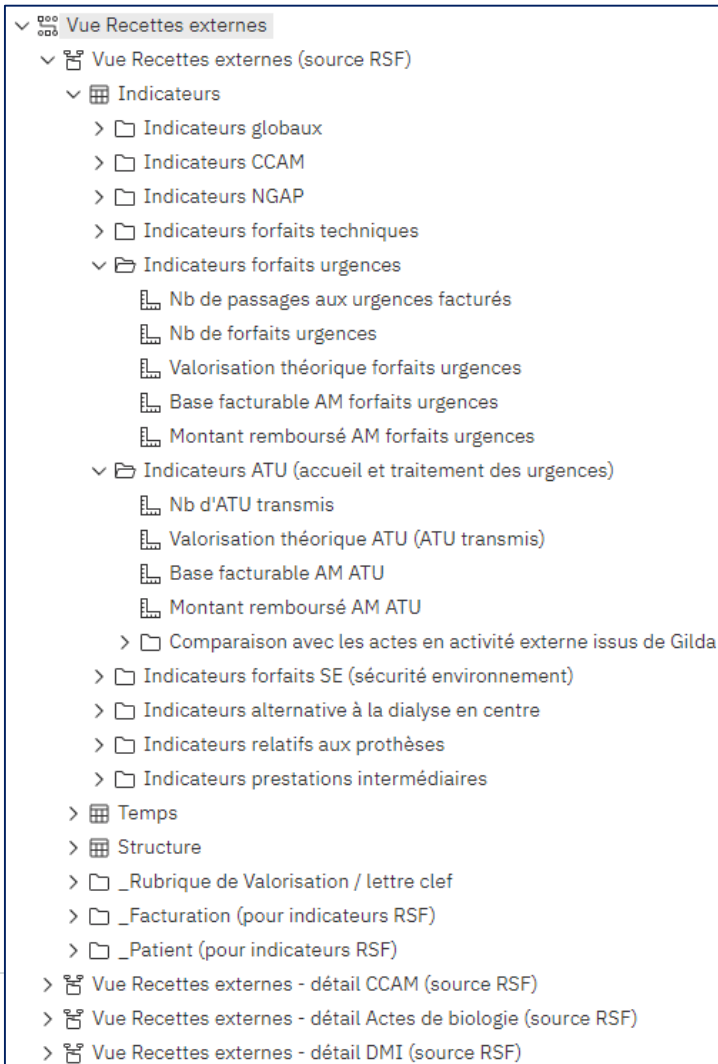 Vue Recettes externes
Vue Recettes externes (source RSF)
Indicateurs
Indicateurs globaux
Indicateurs CCAM
Indicateurs NGAP
Indicateurs forfaits techniques
Indicateurs forfaits urgences
Nb de passages aux urgences facturés
Nb de forfaits urgences
Valorisation théorique forfaits urgences
Base facturable AM forfaits urgences
Montant remboursé AM forfaits urgences
Indicateurs ATU (accueil et traitement des urgences)
Nb d'ATU transmis
Valorisation théorique ATU (ATU transmis)
Base facturable AM ATU
Montant remboursé AM ATU
Comparaison avec les actes en activité externe issus de Gilda
Indicateurs forfaits SE (sécurité environnement)
Indicateurs alternative à la dialyse en centre
Indicateurs relatifs aux prothèses
Indicateurs prestations intermédiaires
Temps
Structure
_Rubrique de Valorisation / lettre clef
_Facturation (pour indicateurs RSF)
_Patient (pour indicateurs RSF)
Vue Recettes externes - détail CCAM (source RSF)
Vue Recettes externes - détail Actes de biologie (source RSF)
Vue Recettes externes - détail DMI (source RSF)